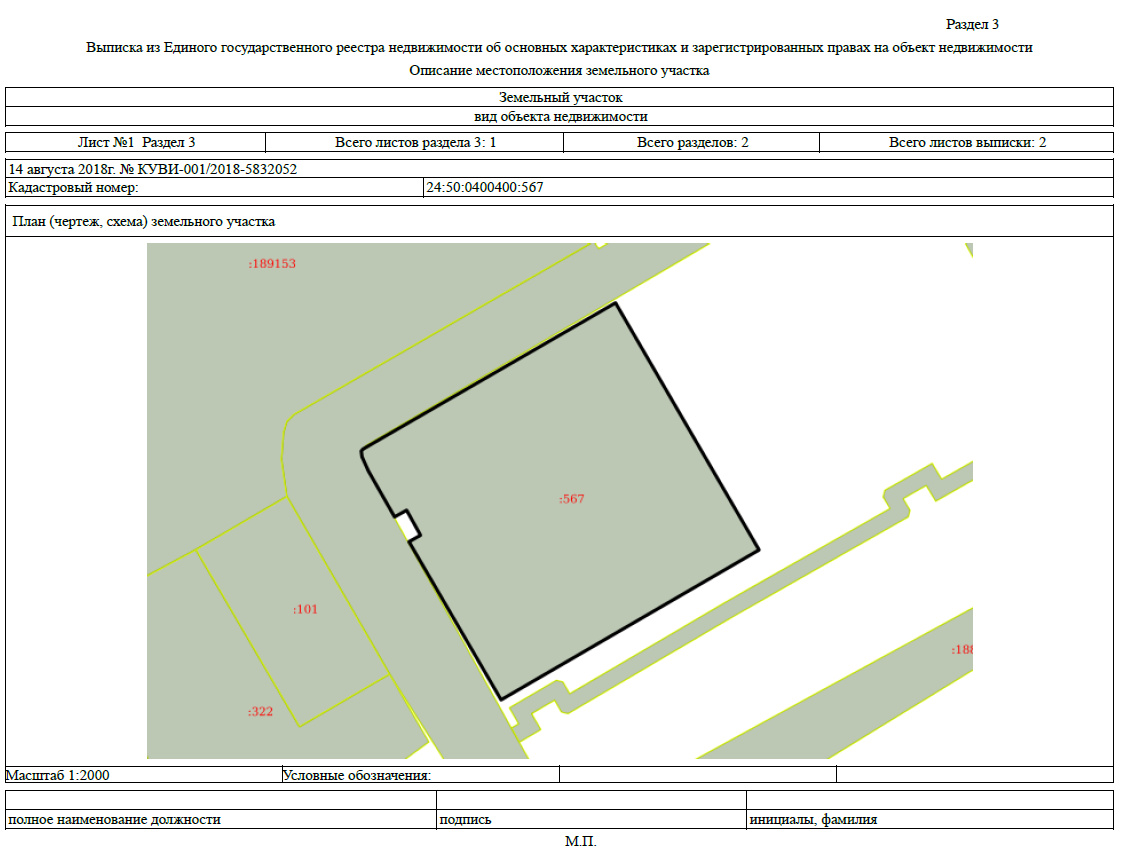 Раздел 3
Выписка из Единого государственного реестра недвижимости об основных характеристиках и зарегистрированных правах на объект недвижимости
Описание местоположения земельного участка
Земельный участок
вид объекта недвижимости
Лист №1 Раздел 3 Всего листов раздела 3: 1 Всего разделов: 2 Всего листов выписки: 2
14 августа 2018г. № КУВИ-001/2018-5832052
Кадастровый номер: 24:50:0400400:567
План (чертеж, схема) земельного участка
:189153
:567
:101
:188
:322
Масштаб 1:2000 Условные обозначения:
полное наименование должности подпись инициалы, фамилия
М.П.